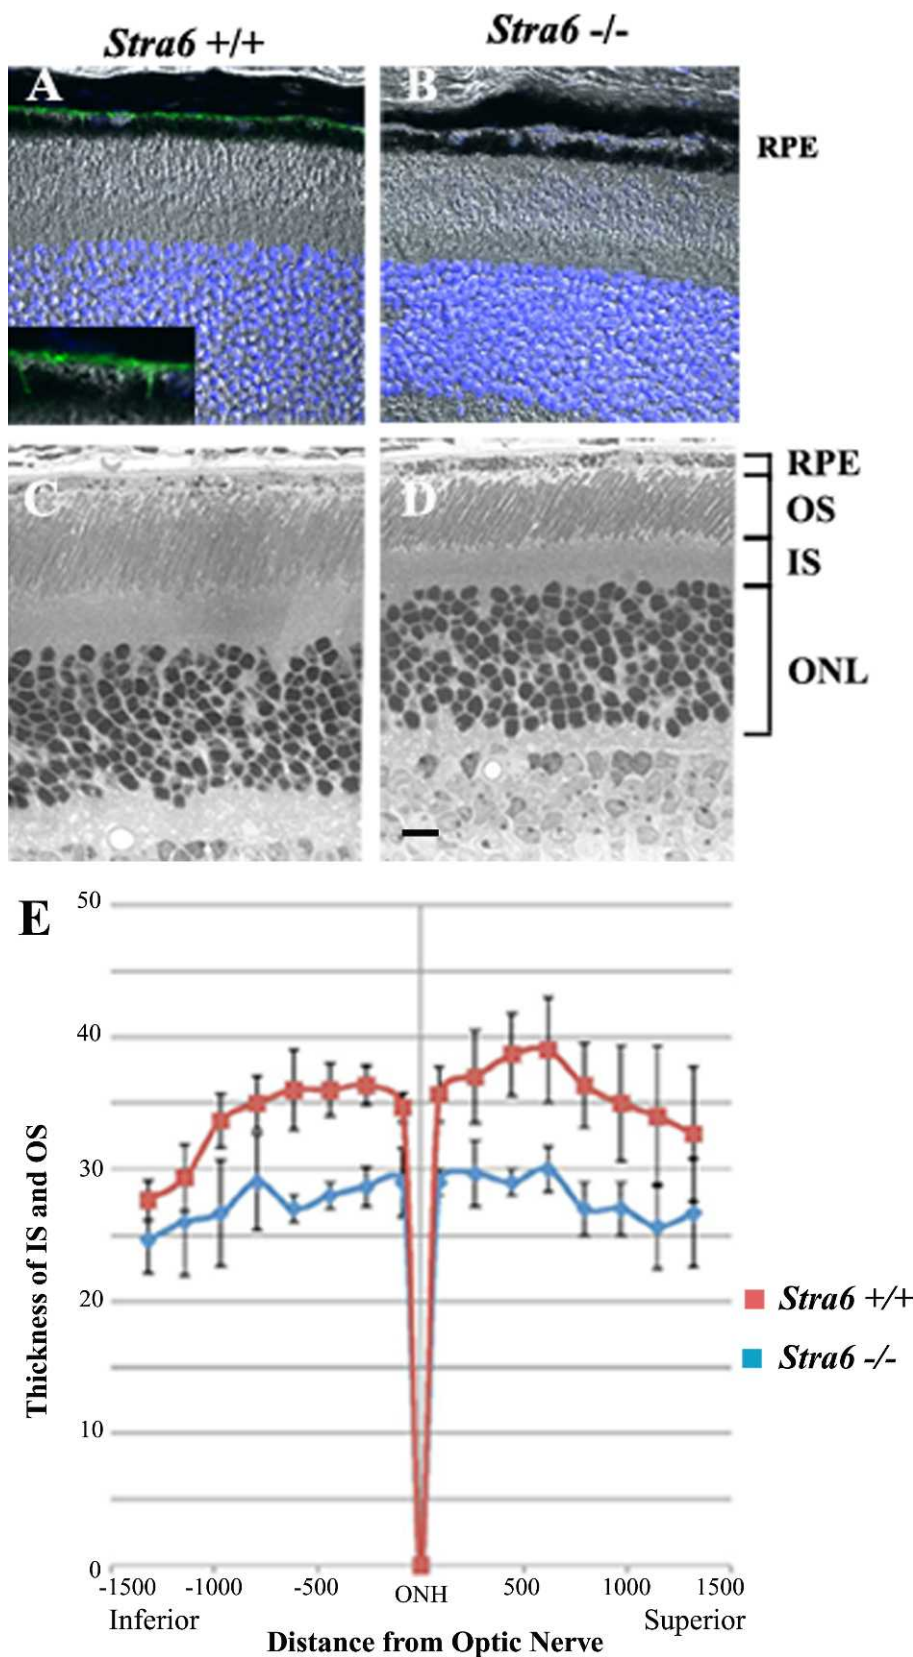 Stra6 +/+
Stra6 -/-
A
B
RPE
C
D
RPE
OS
IS
ONL
E
50
40
30
20
10
0
Thickness of IS and OS
Stra6 +/+
Stra6 -/-
-1500 -1000 -500 ONH 500 1000 1500
Inferior Superior
Distance from Optic Nerve